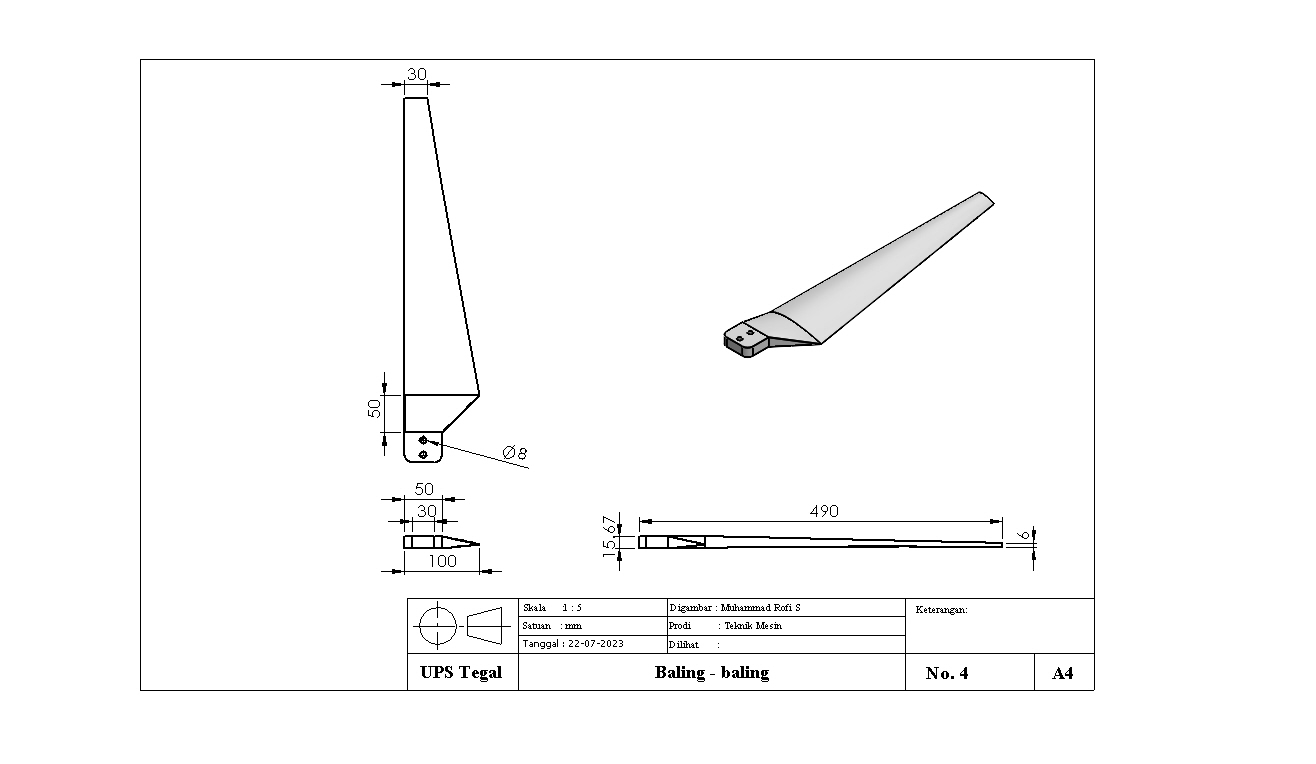 30
50
Ø8
50
30
100
490
15,67
6
Skala 1 : 5
Digambar : Muhammad Rofi S
Keterangan:
Satuan : mm
Prodi : Teknik Mesin
Tanggal : 22-07-2023
Dilihat :
UPS Tegal
Baling - baling
No. 4
A4